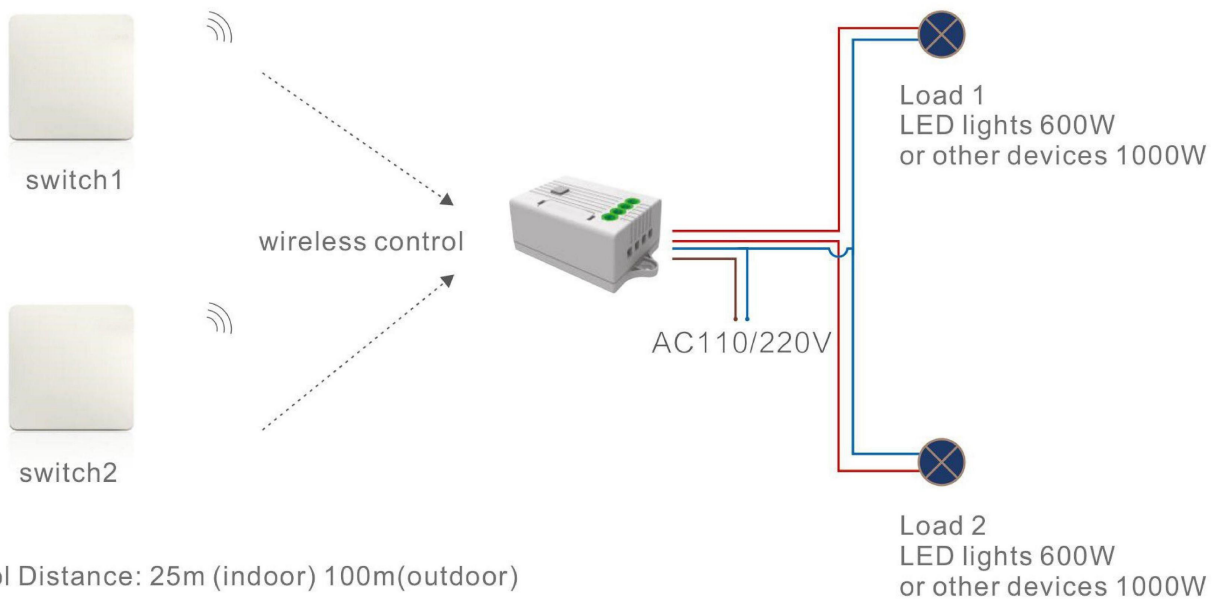 switch1
wireless control
switch2
AC110/220V
Load 1
LED lights 600W
or other devices 1000W
Load 2
LED lights 600W
or other devices 1000W
Distance: 25m (indoor) 100m(outdoor)